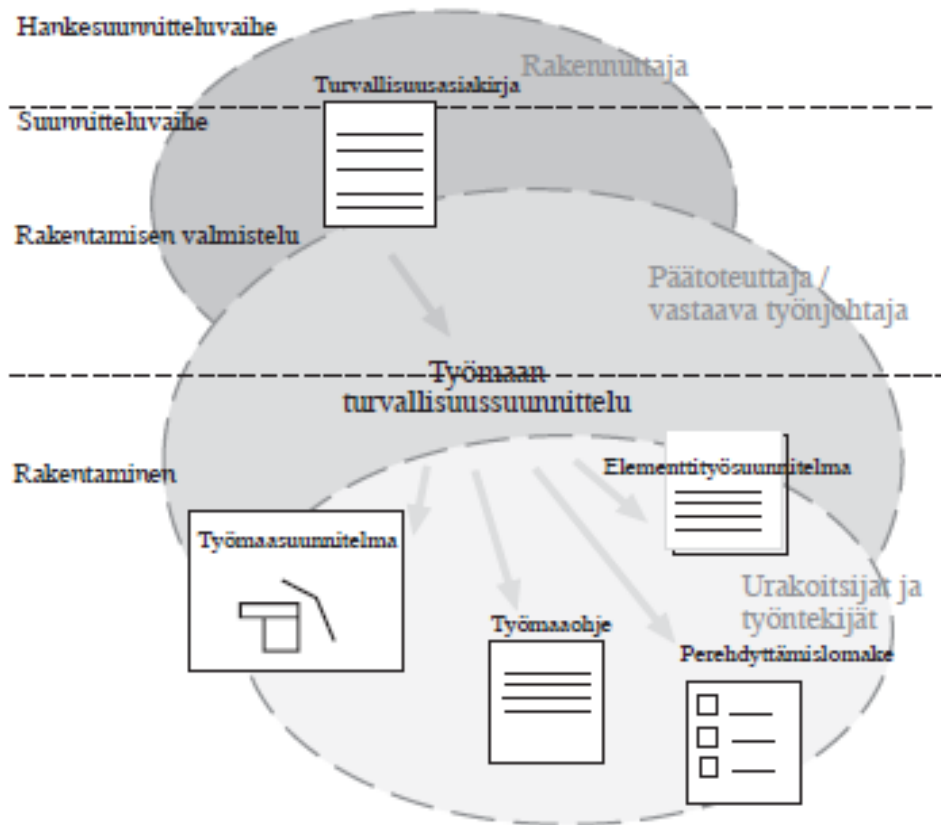 Hankesuunnitteluvaihe
Rakennuttaja
Turvallisuusasiakirja
Suunnitteluvaihe
Rakentamisen valmistelu
Päätoteuttaja /
vastaava työnjohtaja
Työmaan
turvallisuussuunnittelu
Rakentaminen
Elementtityösuunnitelma
Työmaasuunnitelma
Urakoitsijat ja
työntekijät
Työmaaohje
Perehdyttämislomake